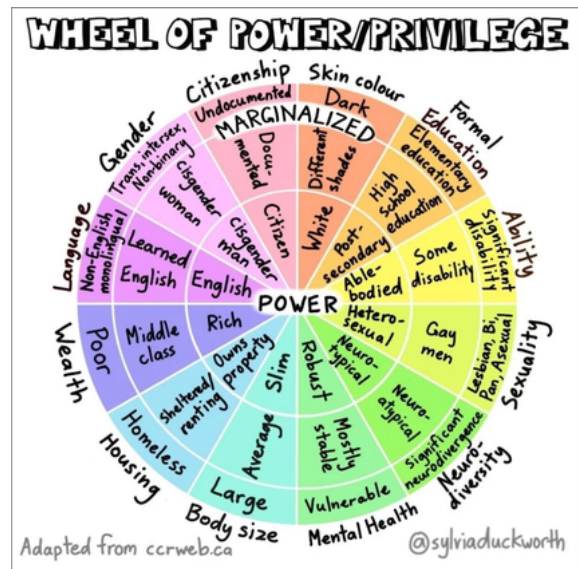 WHEEL OF POWER/PRIVILEGE
Citizenship
Undocumented
Docu-
mented
Citizen
Skin colour
Dark
Different
shades
White
Formal
Education
Elementary
education
High
school
education
Post-
secondary
Ability
Significant
disability
Some
disability
Able-
bodied
Sexuality
Lesbian, Bi,
Pan, Asexual
Gay
men
Hetero-
sexual
Neuro-
diversity
Significant
neurodivergence
Neuro-
atypical
Neuro-
typical
Mental Health
Vulnerable
Mostly
stable
Robust
Body size
Large
Average
Slim
Housing
Homeless
Sheltered/
renting
Owns
property
Wealth
Poor
Middle
class
Rich
Language
Non-English
monolingual
Learned
English
English
Gender
Trans, intersex,
Nonbinary
cisgender
woman
Cisgender
man
MARGINALIZED
POWER
Adapted from ccrweb.ca
@sylviaduckworth